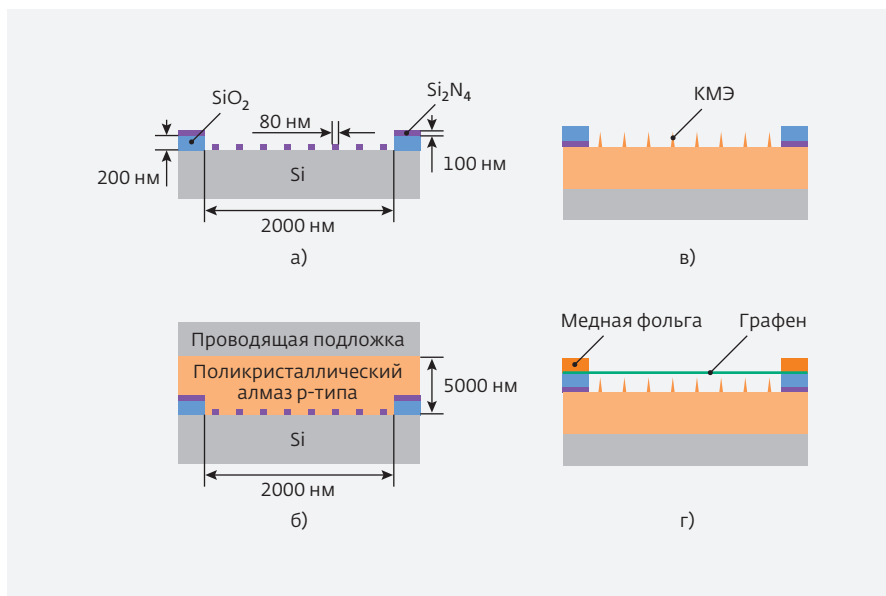 SiO₂
Si₂N₄
80 нм
200 нм
100 нм
Si
2000 нм
а)
КМЭ
в)
Проводящая подложка
Поликристаллический
алмаз p-типа
5000 нм
Si
2000 нм
б)
Медная фольга
Графен
г)